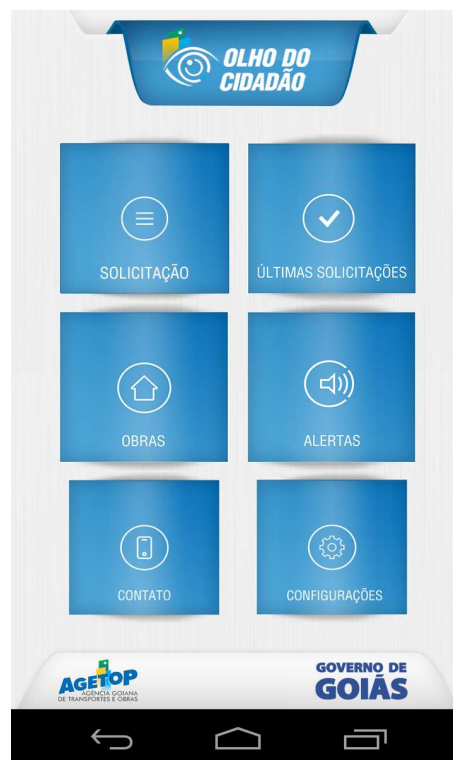 OLHO DO
CIDADÃO
SOLICITAÇÃO
ÚLTIMAS SOLICITAÇÕES
OBRAS
ALERTAS
CONTATO
CONFIGURAÇÕES
AGETOP
AGÊNCIA GOIANA
DE TRANSPORTES E OBRAS
GOVERNO DE
GOIÁS